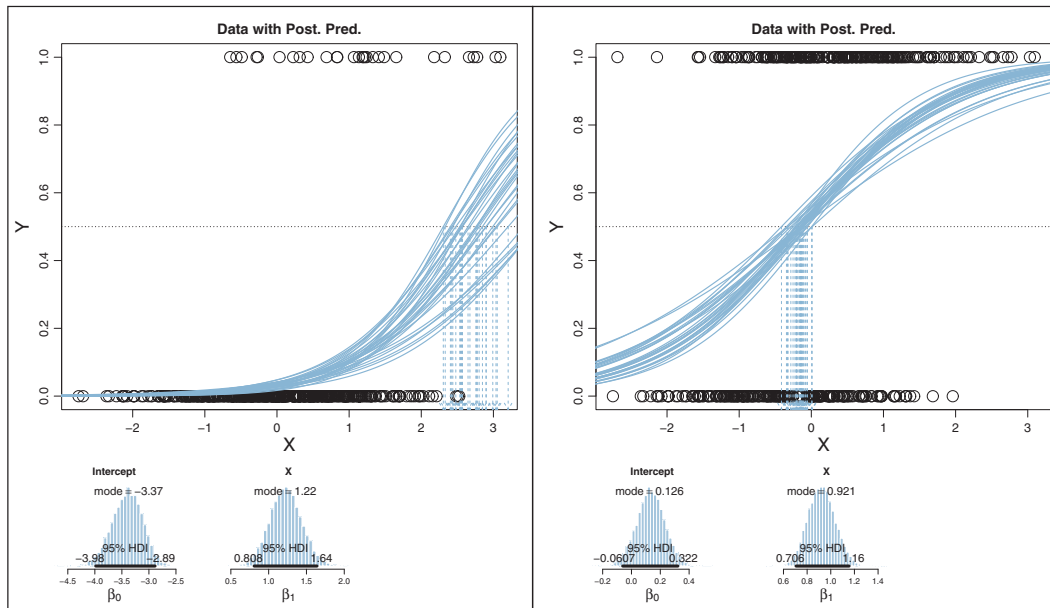 Data with Post. Pred.
1.0
0.8
0.6
0.4
0.2
0.0
Y
−2 −1 0 1 2 3
X
Intercept
mode = −3.37
95% HDI
−3.98 −2.89
−4.5 −3.5 −2.5
β0
X
mode = 1.22
95% HDI
0.808 1.64
0.5 1.0 1.5 2.0
β1
Data with Post. Pred.
1.0
0.8
0.6
0.4
0.2
0.0
Y
−2 −1 0 1 2 3
X
Intercept
mode = 0.126
95% HDI
−0.0607 0.322
−0.2 0.0 0.2 0.4
β0
X
mode = 0.921
95% HDI
0.706 1.16
0.6 0.8 1.0 1.2 1.4
β1